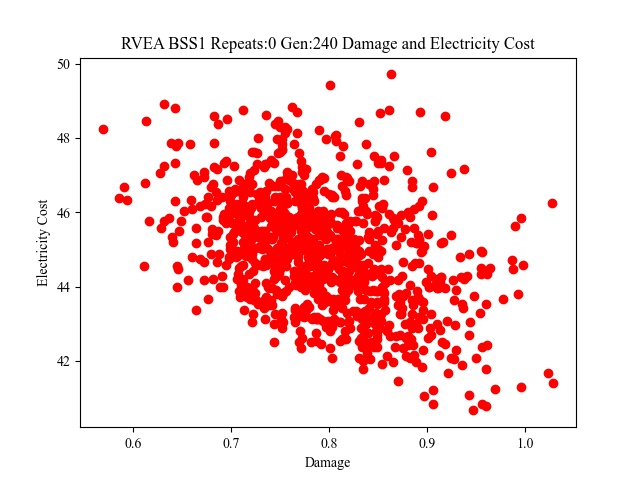 RVEA BSS1 Repeats:0 Gen:240 Damage and Electricity Cost
50
48
46
44
42
Electricity Cost
0.6 0.7 0.8 0.9 1.0
Damage